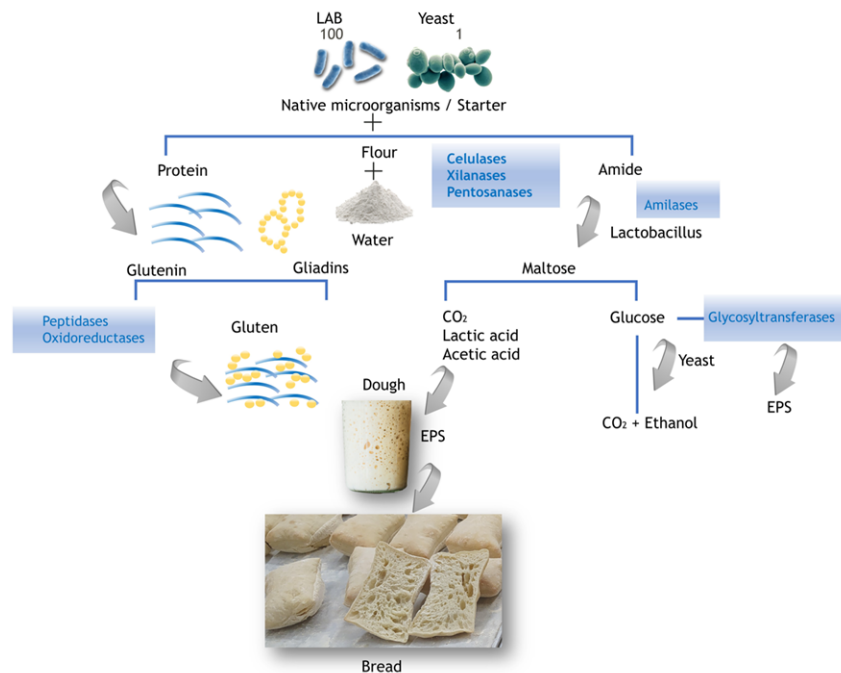 LAB
100
Yeast
1
Native microorganisms / Starter
+
Protein
Flour
+
Water
Celulases
Xilanases
Pentosanases
Amide
Amilases
Lactobacillus
Glutenin
Gliadins
Maltose
Peptidases
Oxidoreductases
Gluten
CO₂
Lactic acid
Acetic acid
Glucose
Glycosyltransferases
Yeast
EPS
CO₂ + Ethanol
Dough
EPS
Bread